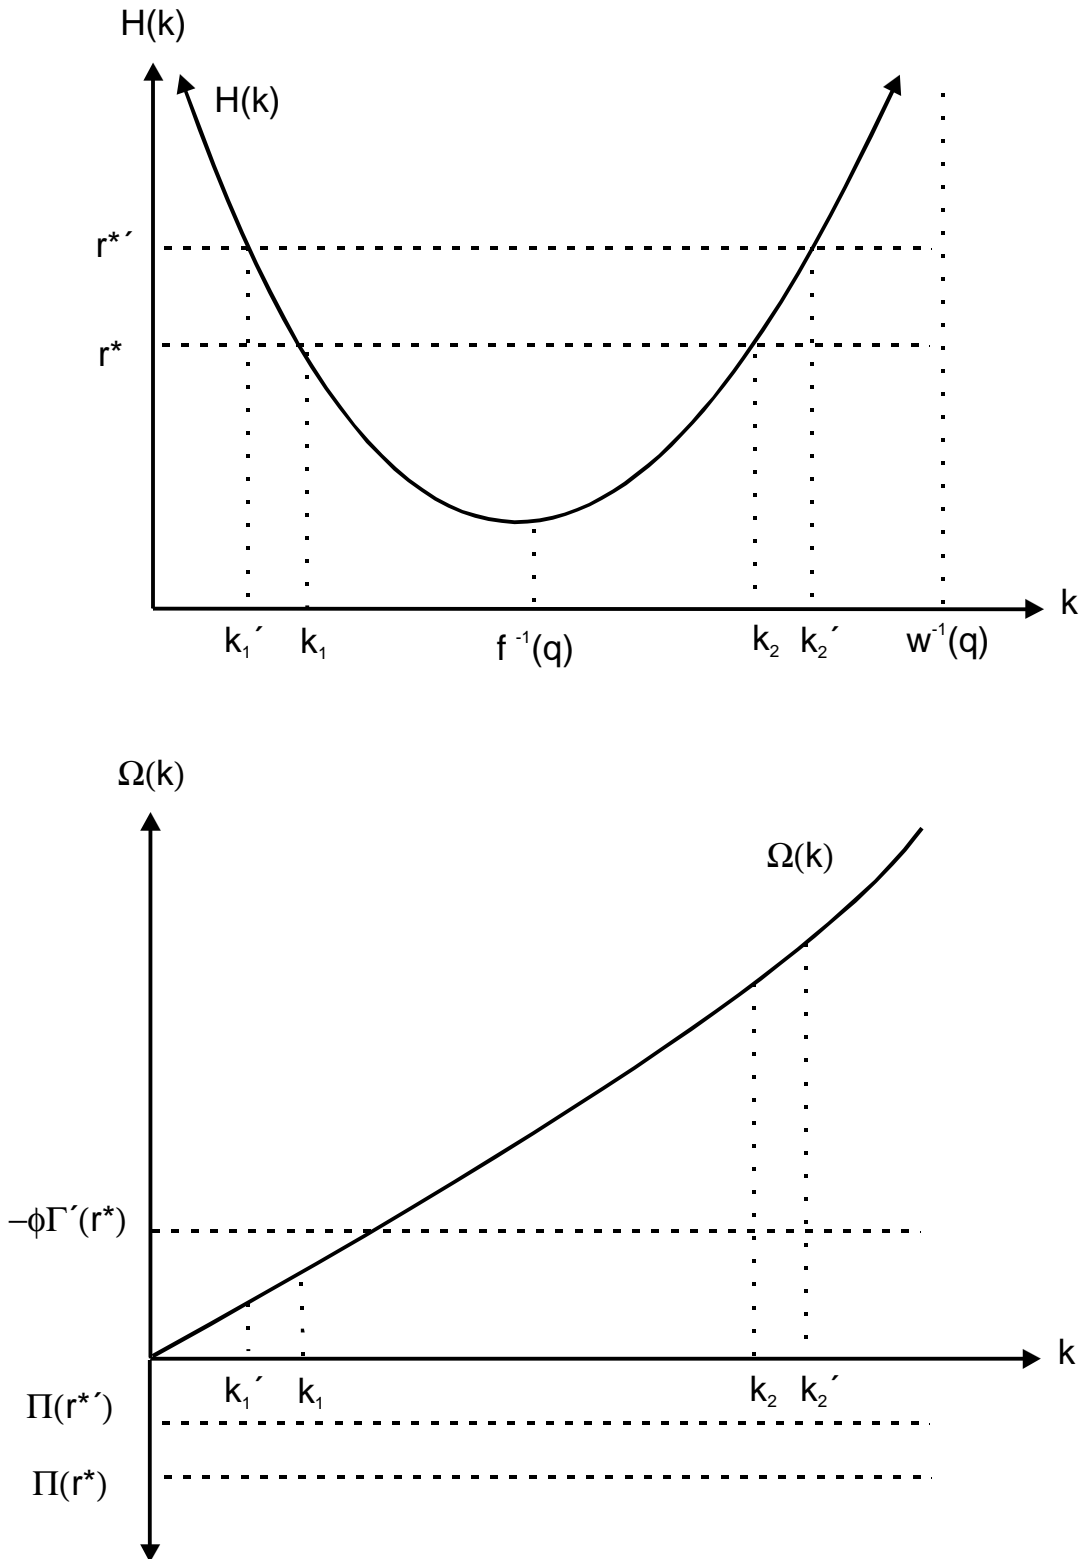 H(k)
H(k)
r*´
r*
k
k₁´ k₁ f ⁻¹(q) k₂ k₂´ w⁻¹(q)
Ω(k)
Ω(k)
−ϕΓ´(r*)
k
k₁´ k₁ k₂ k₂´
Π(r*´)
Π(r*)